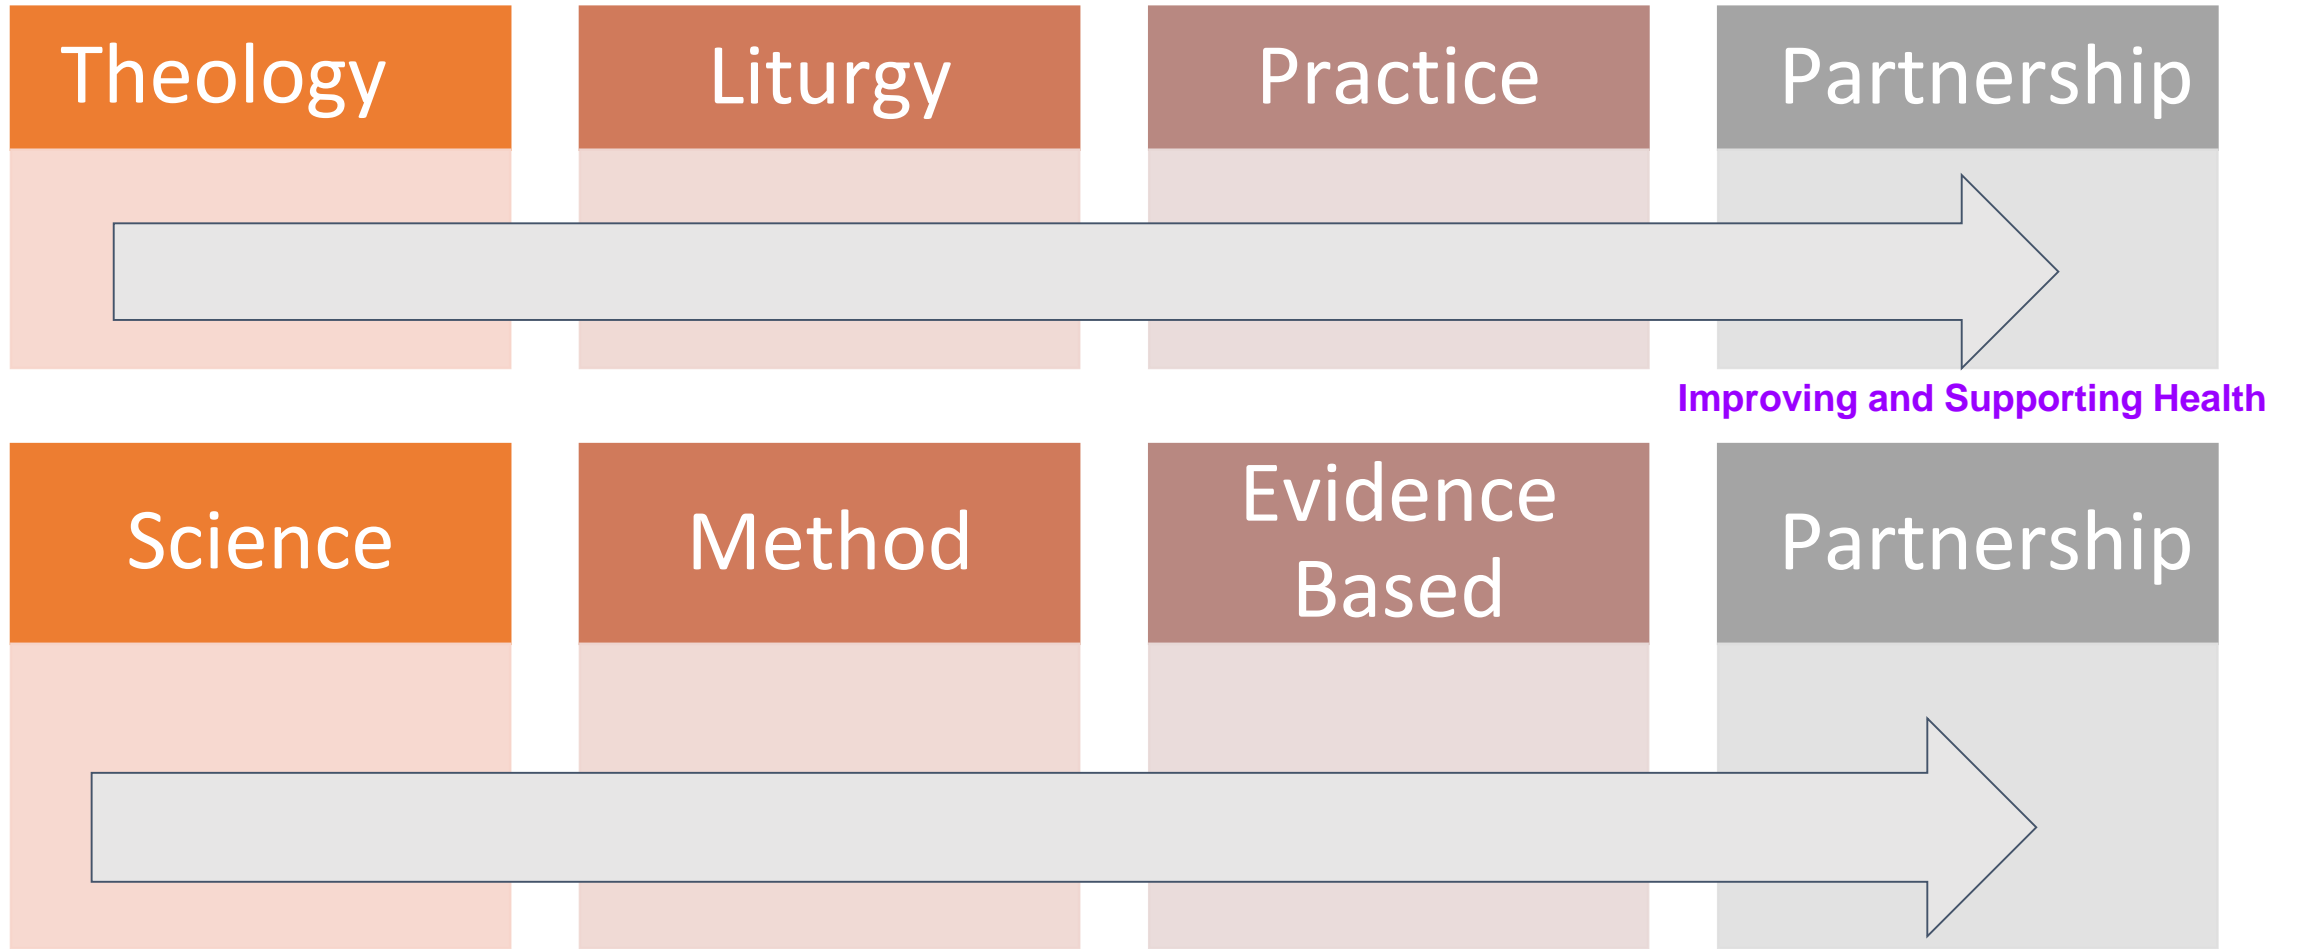 Theology
Liturgy
Practice
Partnership
Improving and Supporting Health
Science
Method
Evidence
Based
Partnership